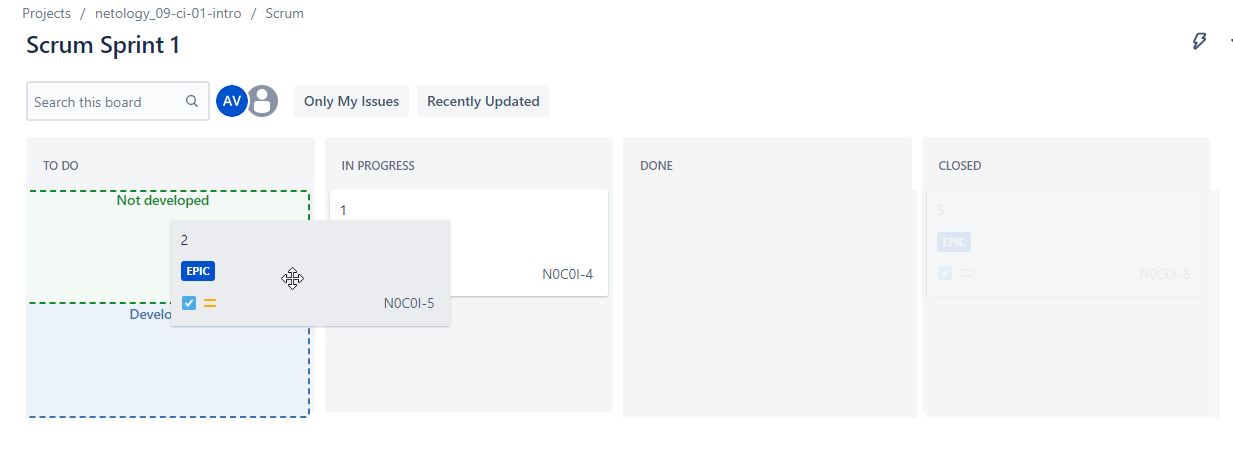 Projects / netology_09-ci-01-intro / Scrum
Scrum Sprint 1
Search this board
AV
Only My Issues
Recently Updated
TO DO
IN PROGRESS
DONE
CLOSED
Not developed
1
N0C0I-4
2
EPIC
N0C0I-5
Develo
3
EPIC
N0C0I-6